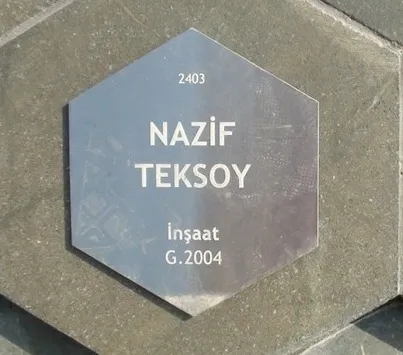 2403
NAZİF
TEKSOY
İnşaat
G.2004